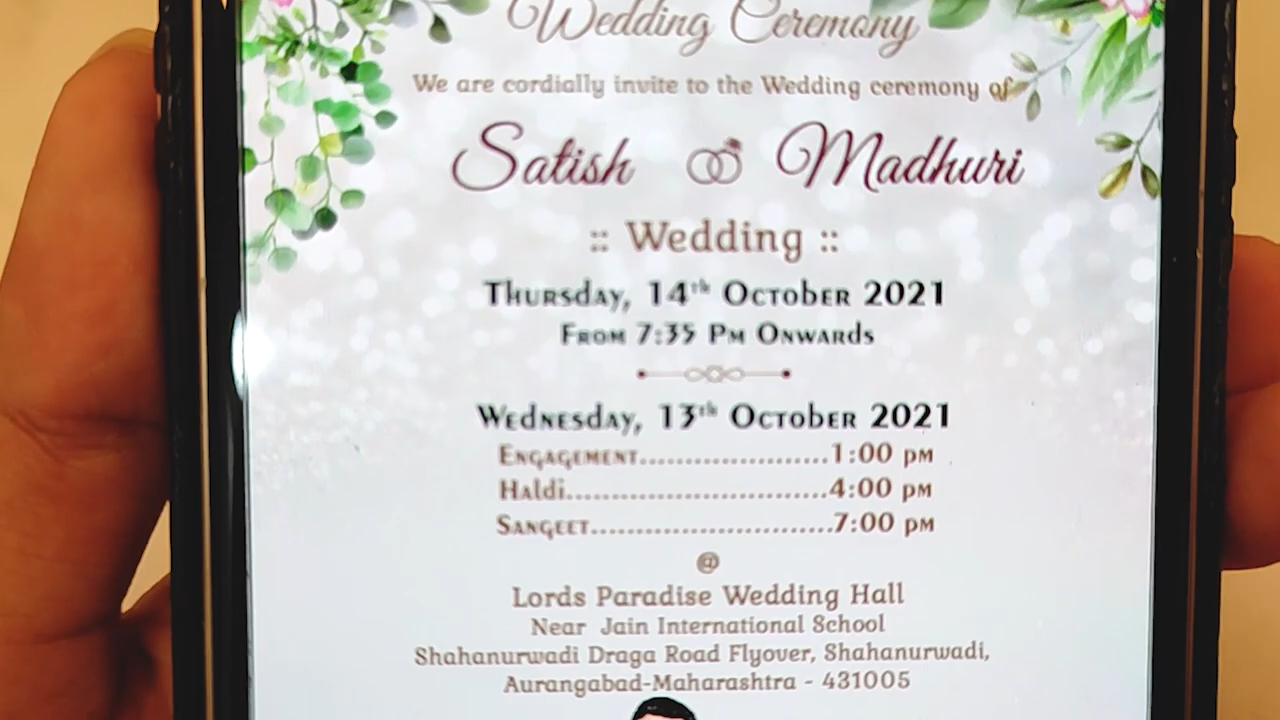 Wedding Ceremony
We are cordially invite to the Wedding ceremony of
Satish Madhuri
:: Wedding ::
Thursday, 14th October 2021
From 7:35 Pm Onwards
Wednesday, 13th October 2021
Engagement.......................1:00 pm
Haldi...............................4:00 pm
Sangeet............................7:00 pm
@
Lords Paradise Wedding Hall
Near Jain International School
Shahanurwadi Draga Road Flyover, Shahanurwadi,
Aurangabad-Maharashtra - 431005